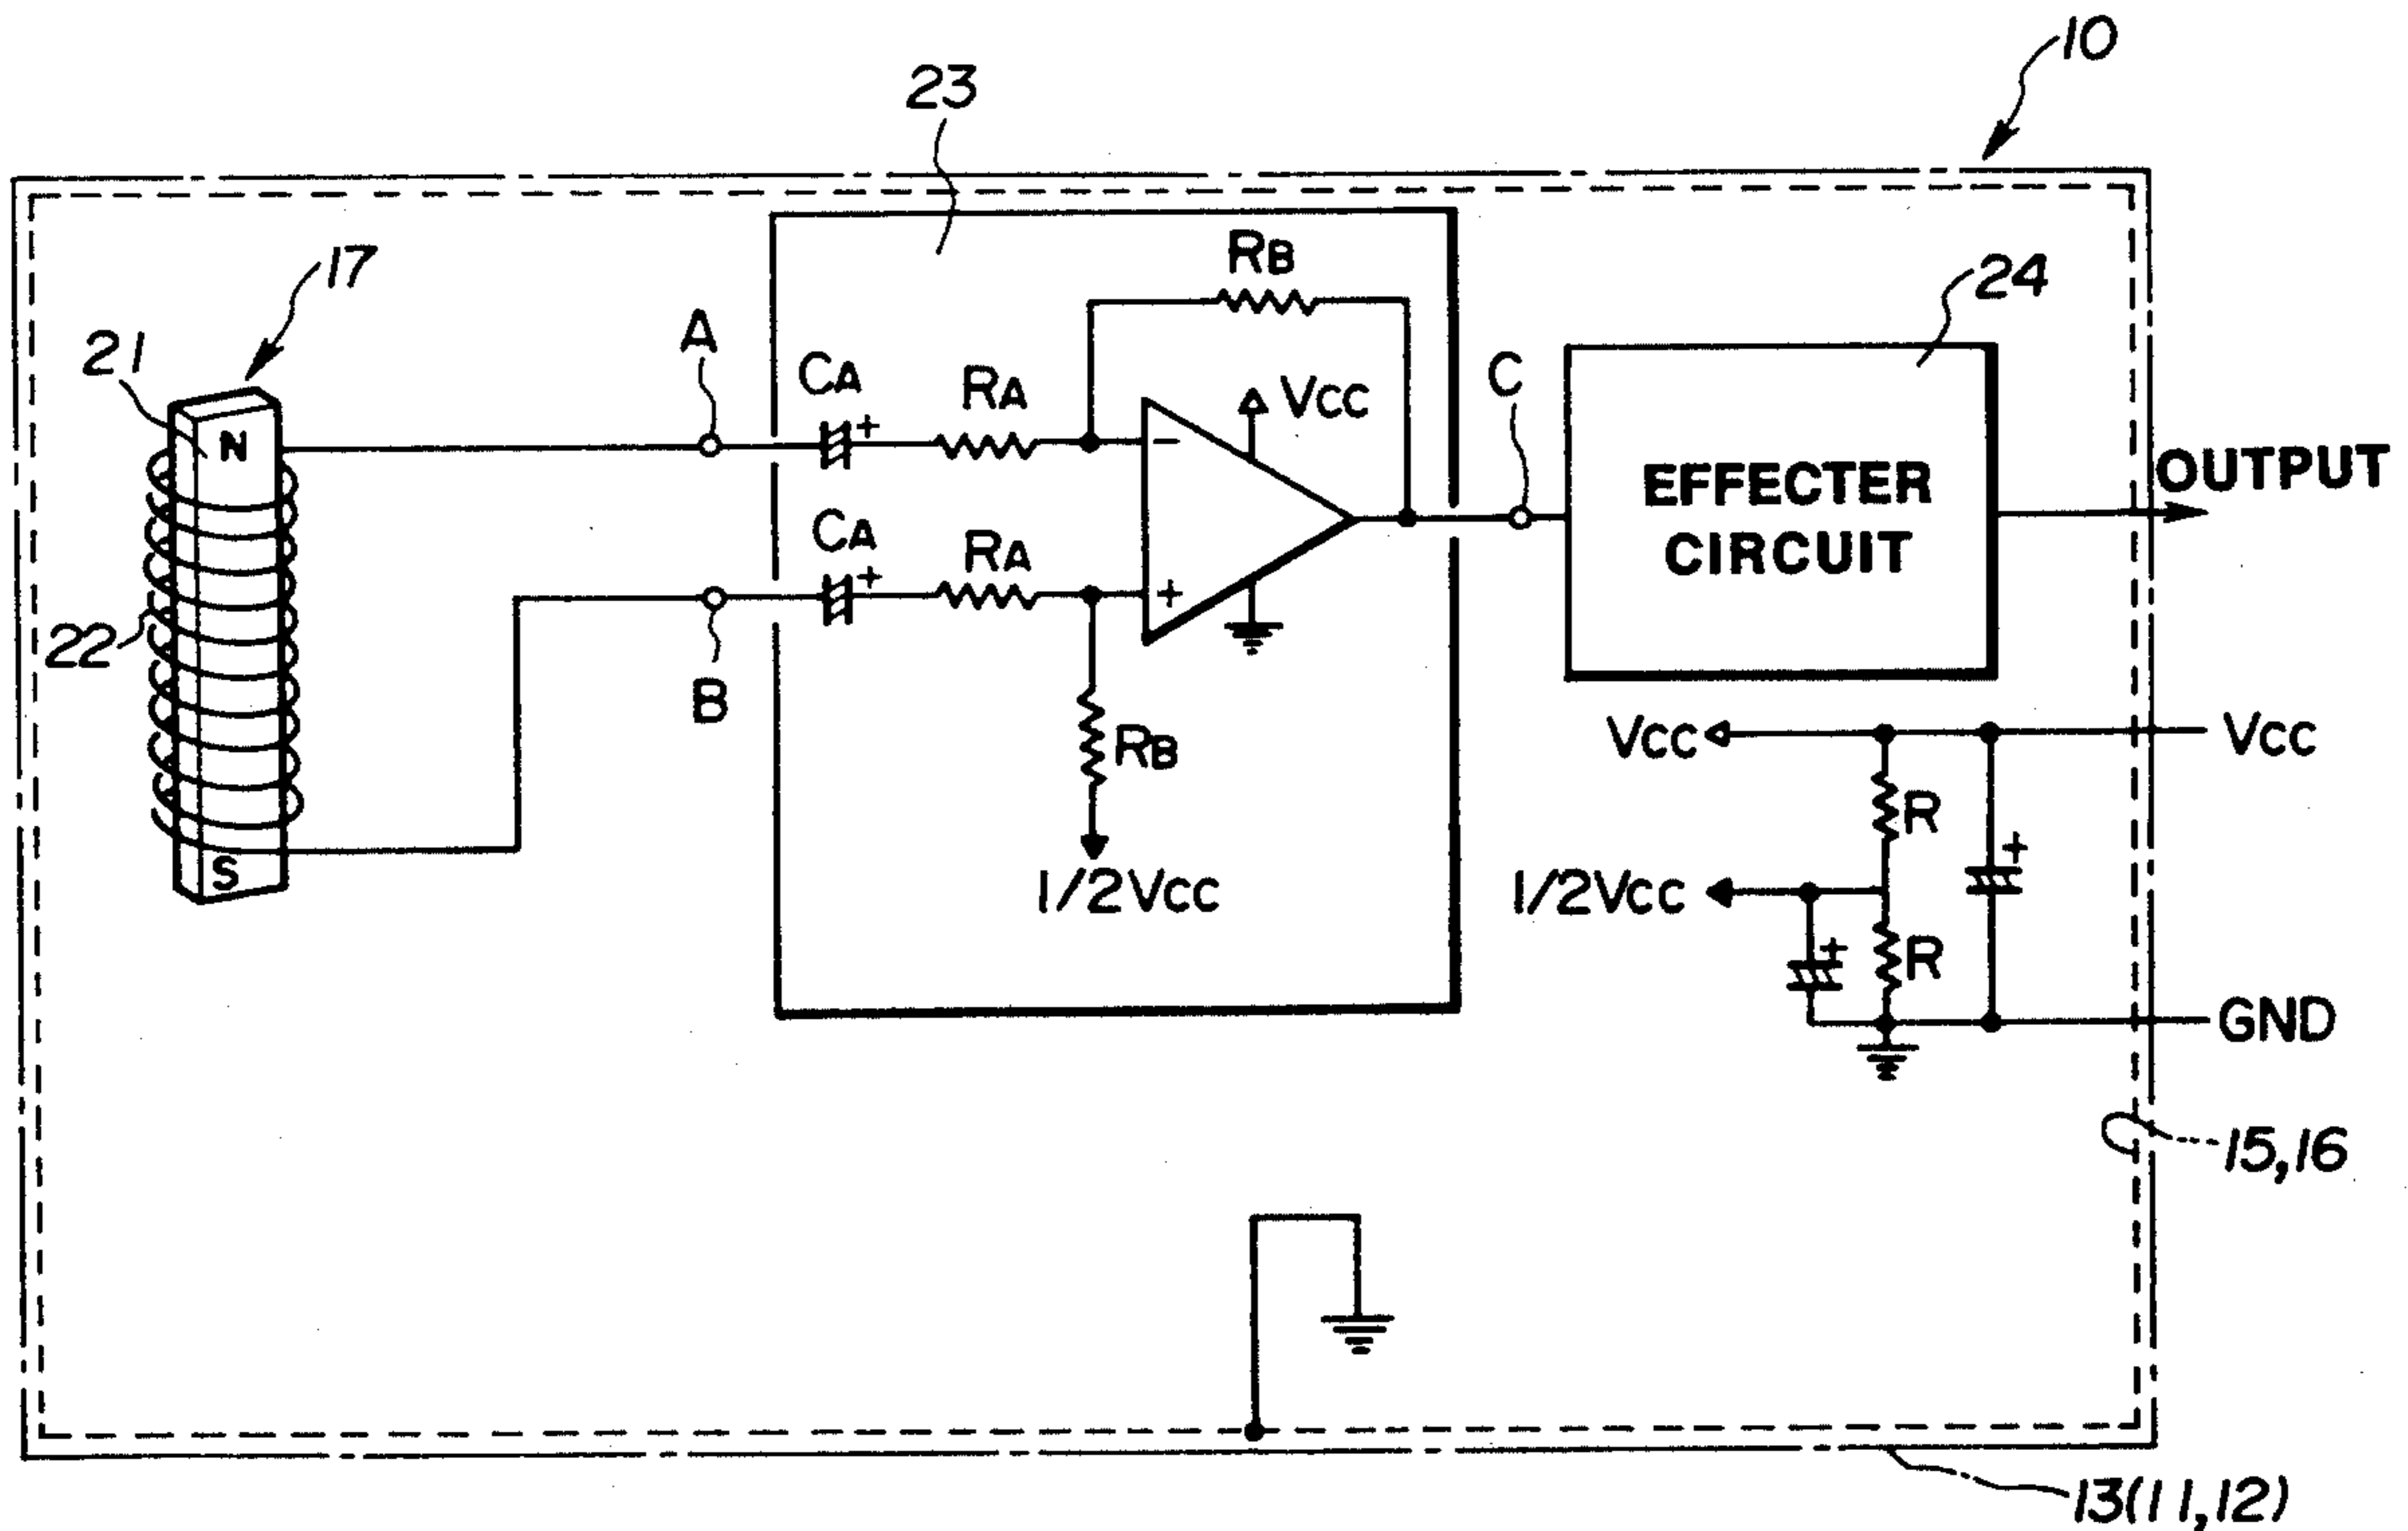 10
23
17
21
N
22
S
A
B
CA
+
RA
RB
VCC
−
CA
+
RA
+
RB
1/2VCC
C
24
EFFECTER
CIRCUIT
OUTPUT
VCC
VCC
R
+
1/2VCC
+
R
GND
15,16
13(11,12)